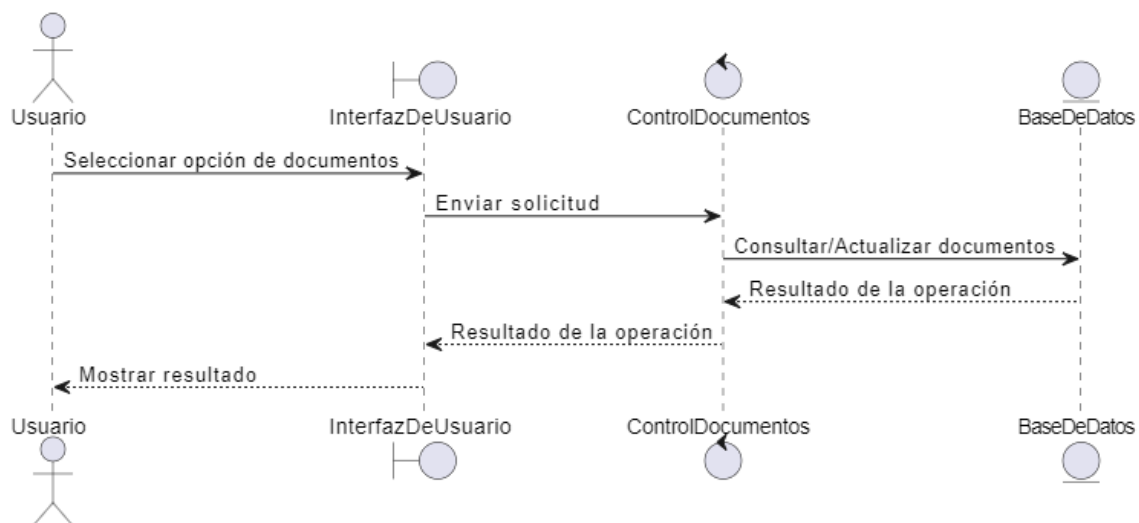 Usuario
InterfazDeUsuario
ControlDocumentos
BaseDeDatos
Seleccionar opción de documentos
Enviar solicitud
Consultar/Actualizar documentos
Resultado de la operación
Resultado de la operación
Mostrar resultado
Usuario
InterfazDeUsuario
ControlDocumentos
BaseDeDatos